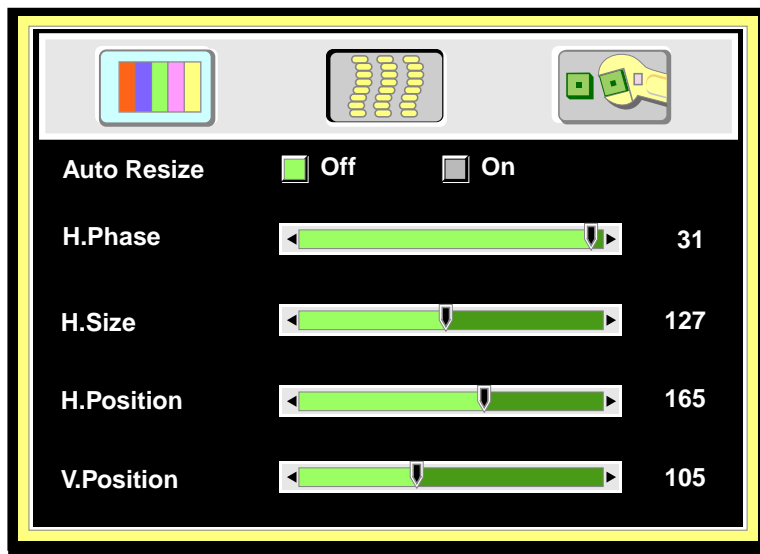 Auto Resize Off On
H.Phase 31
H.Size 127
H.Position 165
V.Position 105